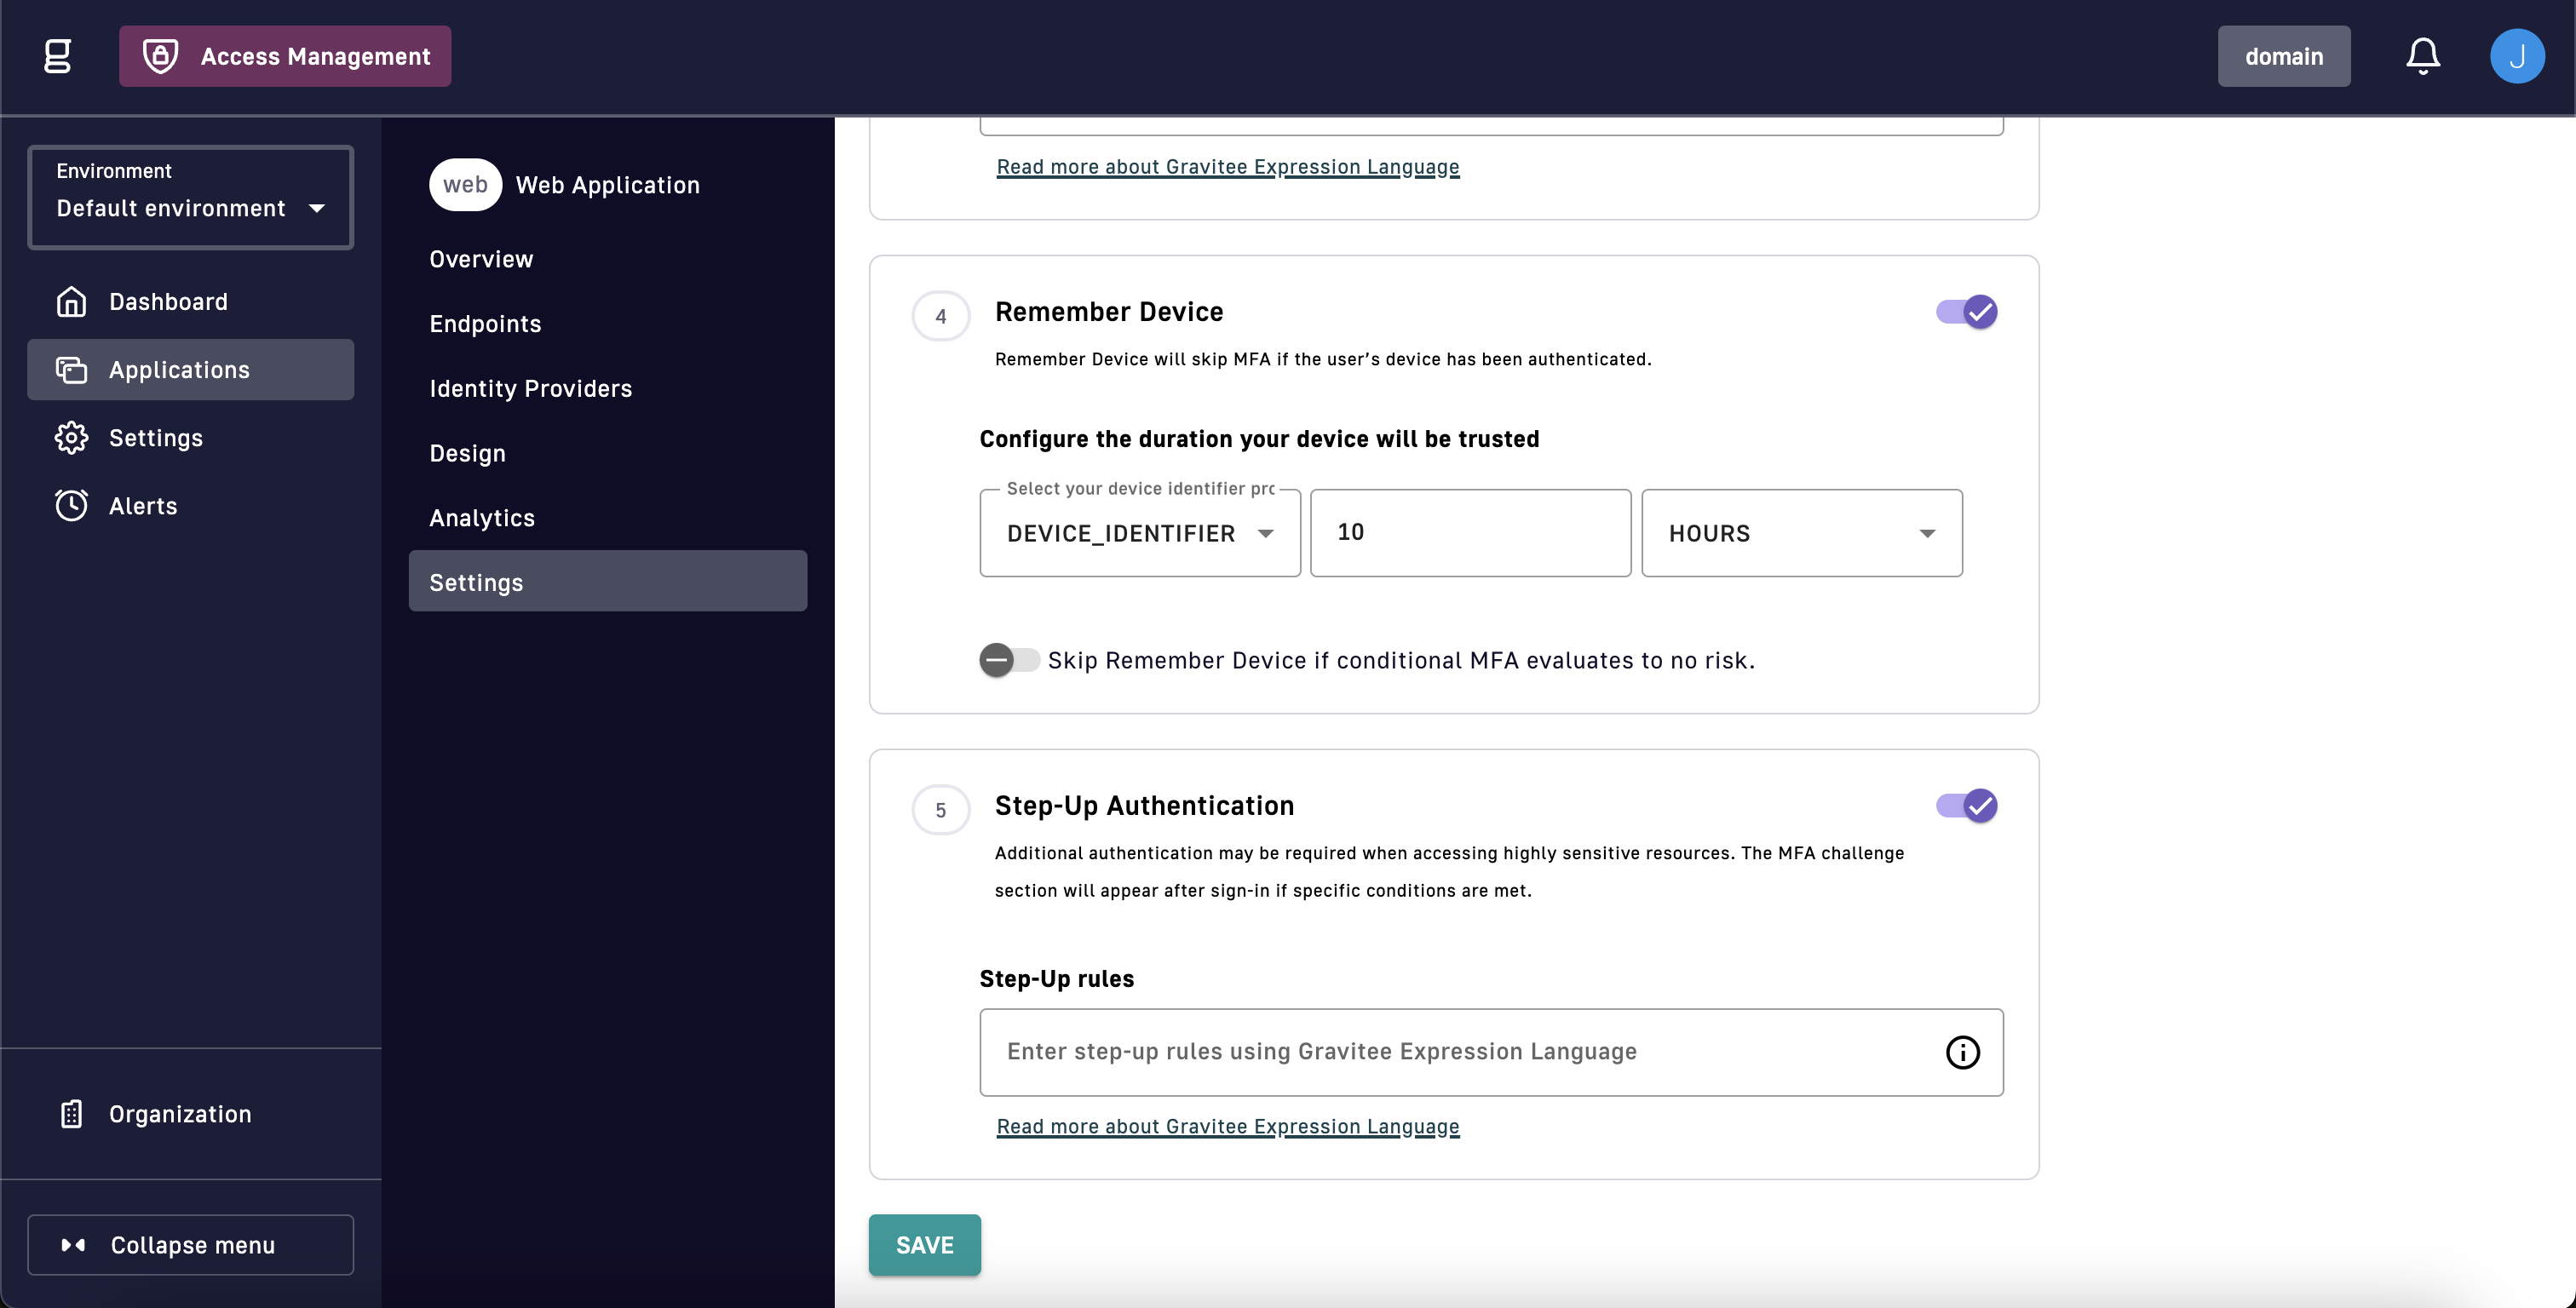 g
Access Management
domain
J
Environment
Default environment
Dashboard
Applications
Settings
Alerts
Organization
Collapse menu
web Web Application
Overview
Endpoints
Identity Providers
Design
Analytics
Settings
Read more about Gravitee Expression Language
4
Remember Device
Remember Device will skip MFA if the user’s device has been authenticated.
Configure the duration your device will be trusted
Select your device identifier prc
DEVICE_IDENTIFIER
10
HOURS
Skip Remember Device if conditional MFA evaluates to no risk.
5
Step-Up Authentication
Additional authentication may be required when accessing highly sensitive resources. The MFA challenge
section will appear after sign-in if specific conditions are met.
Step-Up rules
Enter step-up rules using Gravitee Expression Language
Read more about Gravitee Expression Language
SAVE